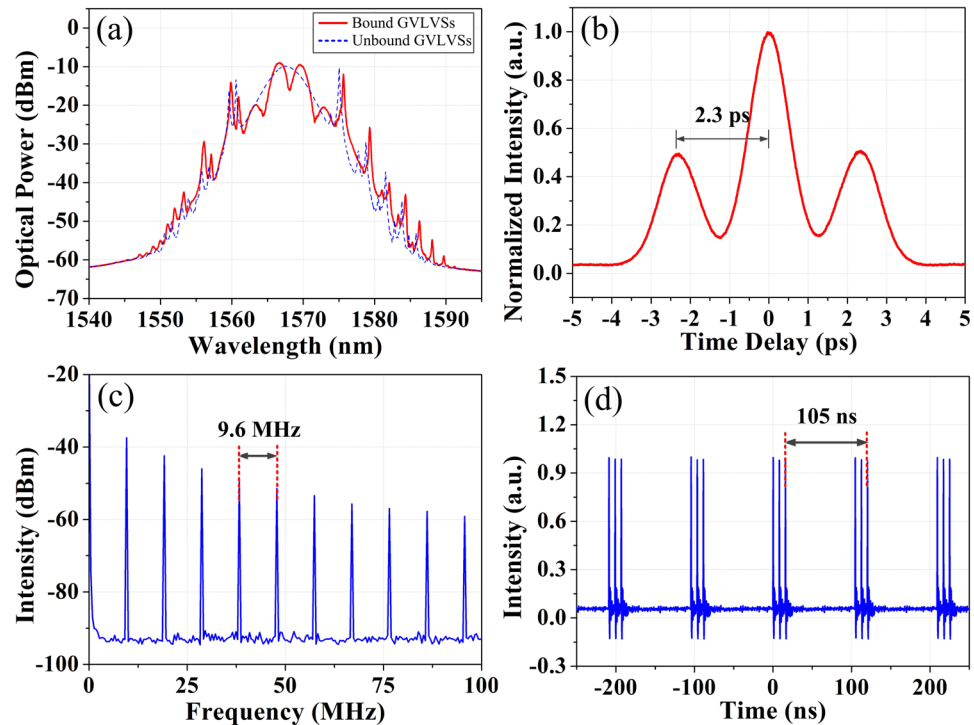 (a)
Bound GVLVSs
Unbound GVLVSs
0
-10
-20
-30
-40
-50
-60
-70
Optical Power (dBm)
1540 1550 1560 1570 1580 1590
Wavelength (nm)
(b)
2.3 ps
1.0
0.8
0.6
0.4
0.2
0.0
Normalized Intensity (a.u.)
-5 -4 -3 -2 -1 0 1 2 3 4 5
Time Delay (ps)
(c)
9.6 MHz
-20
-40
-60
-80
-100
Intensity (dBm)
0 25 50 75 100
Frequency (MHz)
(d)
105 ns
1.5
1.2
0.9
0.6
0.3
0.0
-0.3
Intensity (a.u.)
-200 -100 0 100 200
Time (ns)